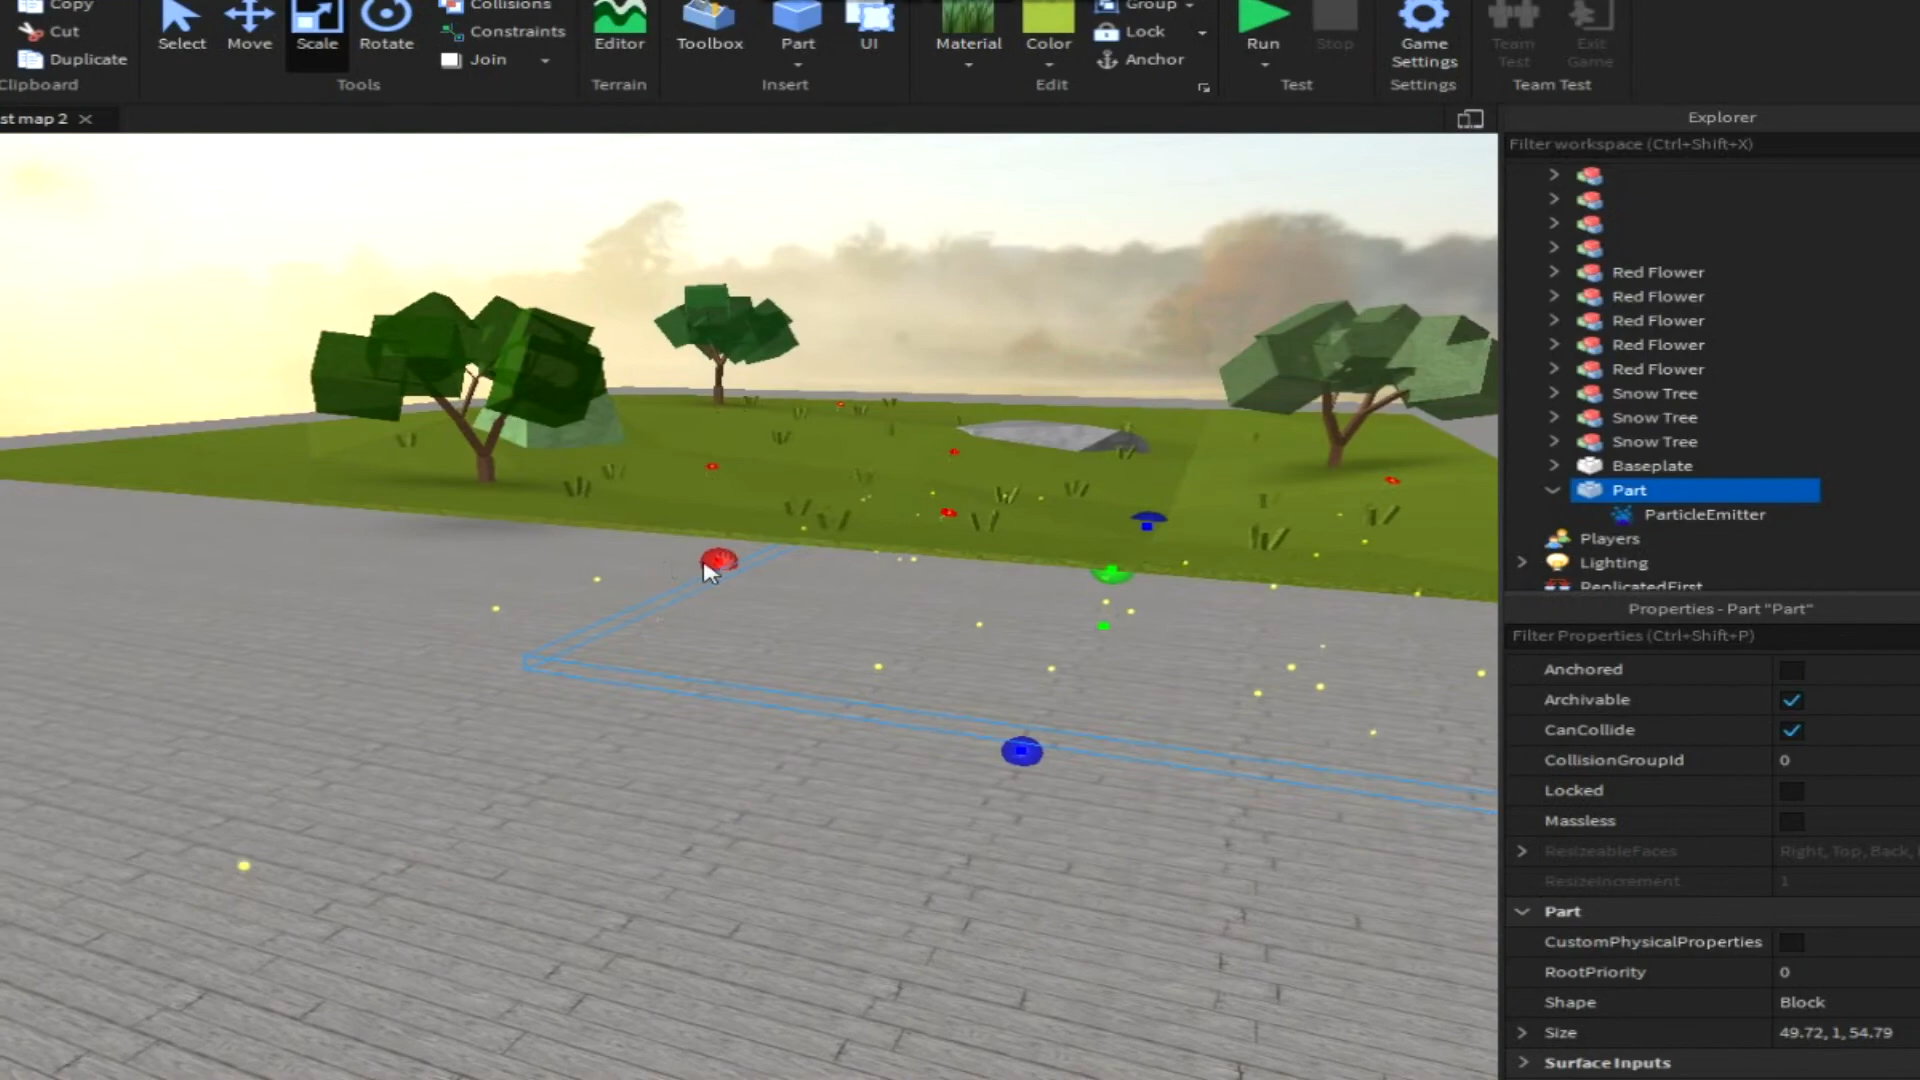 Copy
Cut
Duplicate
Clipboard
Select
Move
Scale
Rotate
Collisions
Constraints
Join
Tools
Editor
Terrain
Toolbox
Part
UI
Insert
Material
Color
Group
Lock
Anchor
Edit
Run
Stop
Test
Game
Settings
Settings
Team
Test
Exit
Game
Team Test
st map 2
Explorer
Filter workspace (Ctrl+Shift+X)
Red Flower
Red Flower
Red Flower
Red Flower
Red Flower
Snow Tree
Snow Tree
Snow Tree
Baseplate
Part
ParticleEmitter
Players
Lighting
ReplicatedFirst
Properties - Part "Part"
Filter Properties (Ctrl+Shift+P)
Anchored
Archivable
CanCollide
CollisionGroupId 0
Locked
Massless
ResizeableFaces Right, Top, Back,
ResizeIncrement 1
Part
CustomPhysicalProperties
RootPriority 0
Shape Block
Size 49.72, 1, 54.79
Surface Inputs